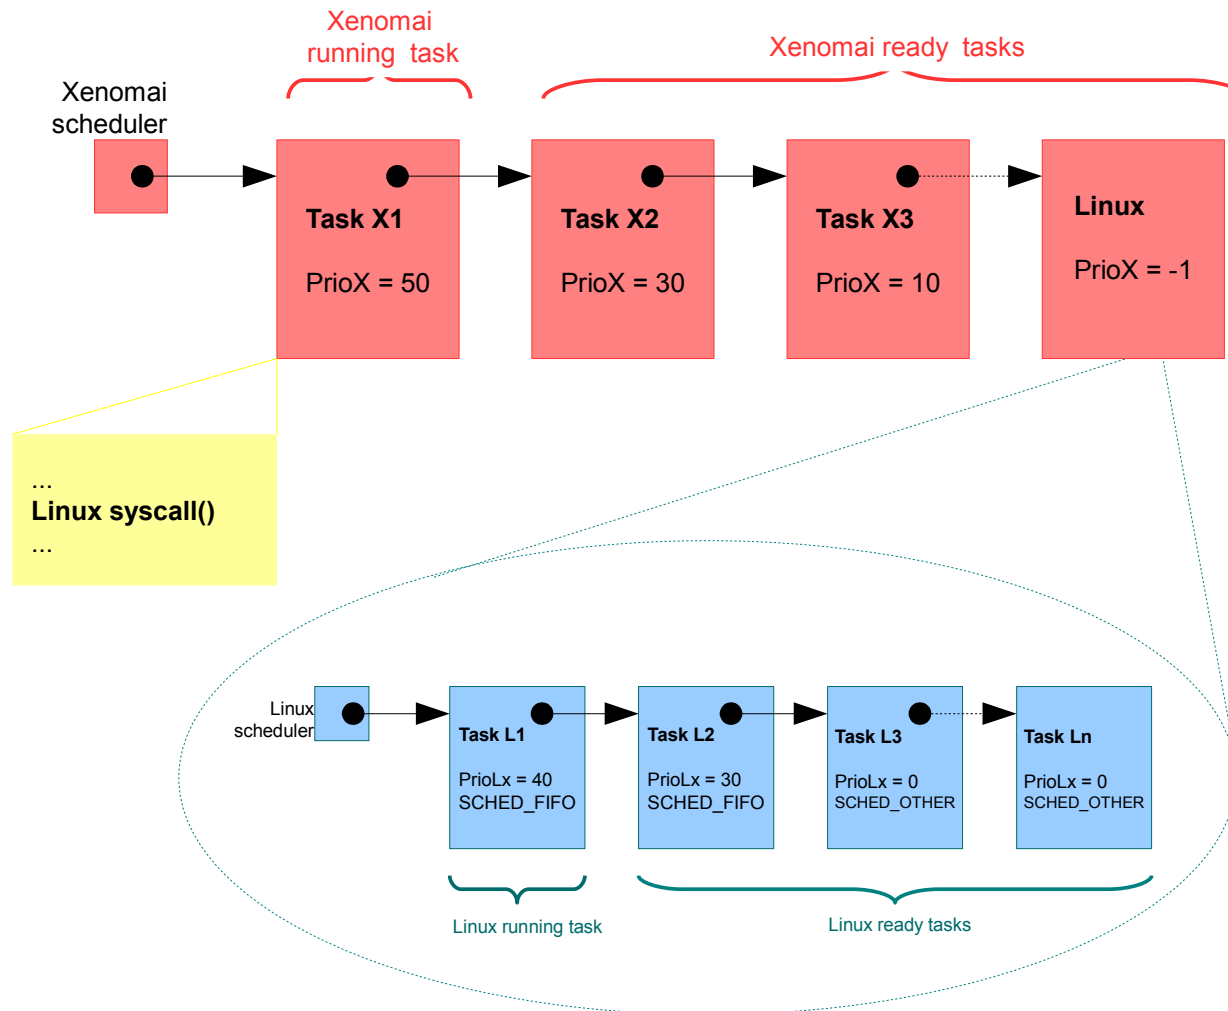 Xenomai
running task
Xenomai ready tasks
Xenomai
scheduler
Task X1
PrioX = 50
Task X2
PrioX = 30
Task X3
PrioX = 10
Linux
PrioX = -1
...
Linux syscall()
...
Linux
scheduler
Task L1
PrioLx = 40
SCHED_FIFO
Task L2
PrioLx = 30
SCHED_FIFO
Task L3
PrioLx = 0
SCHED_OTHER
Task Ln
PrioLx = 0
SCHED_OTHER
Linux running task
Linux ready tasks